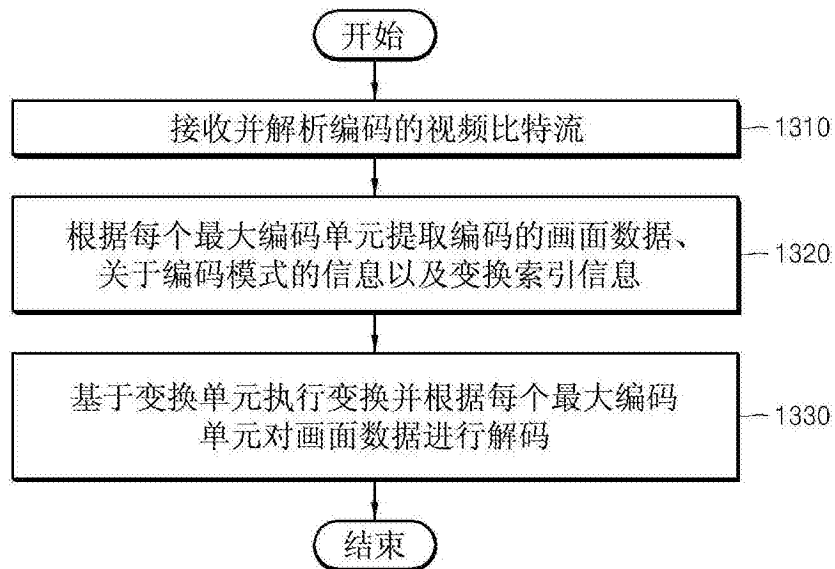 开始
接收并解析编码的视频比特流
1310
根据每个最大编码单元提取编码的画面数据、
关于编码模式的信息以及变换索引信息
1320
基于变换单元执行变换并根据每个最大编码
单元对画面数据进行解码
1330
结束